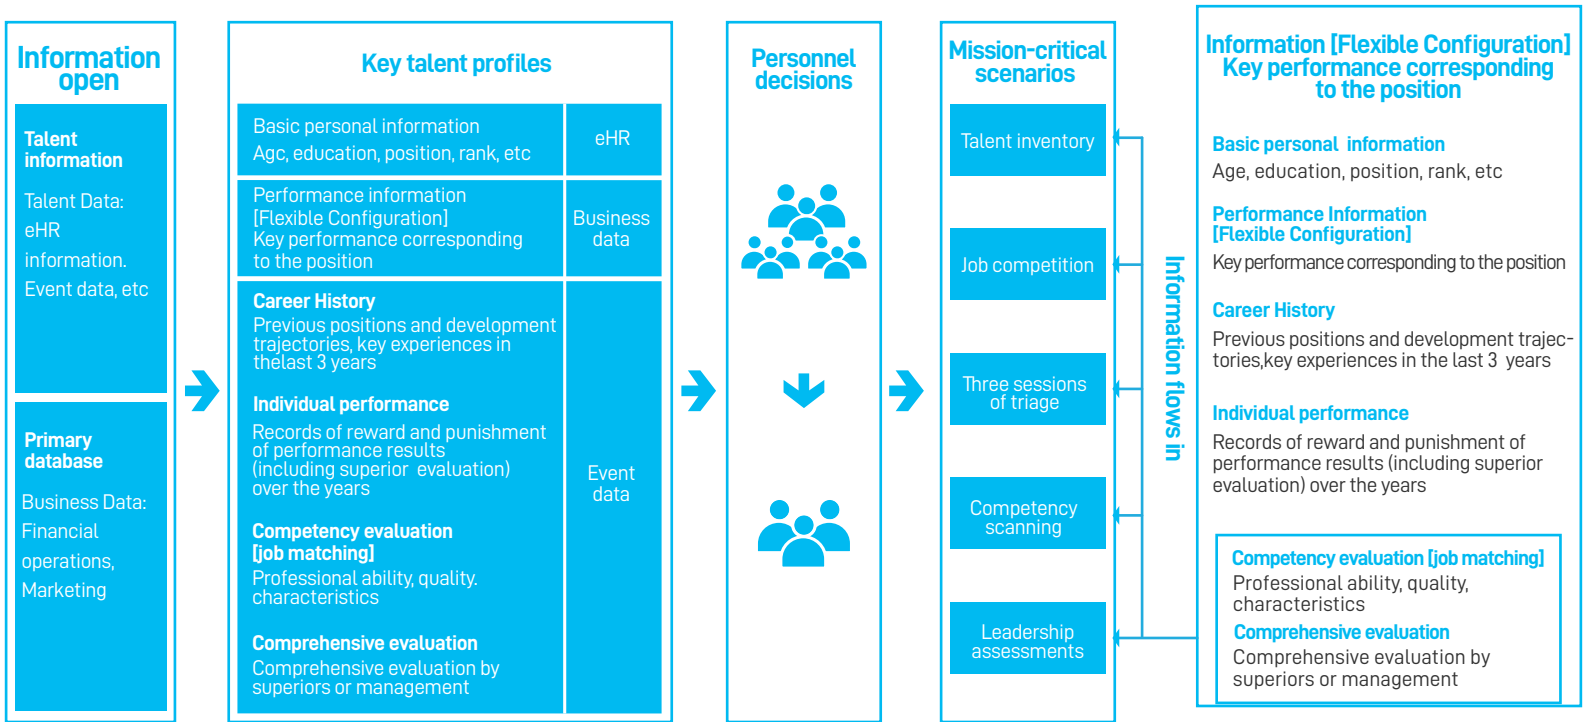 Information
open
Talent
information
Talent Data:
eHR
information.
Event data, etc
Primary
database
Business Data:
Financial
operations,
Marketing
Key talent profiles
Basic personal information
Agc, education, position, rank, etc
eHR
Performance information
[Flexible Configuration]
Key performance corresponding
to the position
Business
data
Career History
Previous positions and development
trajectories, key experiences in
thelast 3 years
Individual performance
Records of reward and punishment
of performance results
(including superior evaluation)
over the years
Competency evaluation
[job matching]
Professional ability, quality.
characteristics
Comprehensive evaluation
Comprehensive evaluation by
superiors or management
Event
data
Personnel
decisions
Mission-critical
scenarios
Talent inventory
Job competition
Three sessions
of triage
Competency
scanning
Leadership
assessments
Information flows in
Information [Flexible Configuration]
Key performance corresponding
to the position
Basic personal information
Age, education, position, rank, etc
Performance Information
[Flexible Configuration]
Key performance corresponding to the position
Career History
Previous positions and development trajec-
tories,key experiences in the last 3 years
Individual performance
Records of reward and punishment of
performance results (including superior
evaluation) over the years
Competency evaluation [job matching]
Professional ability, quality,
characteristics
Comprehensive evaluation
Comprehensive evaluation by
superiors or management